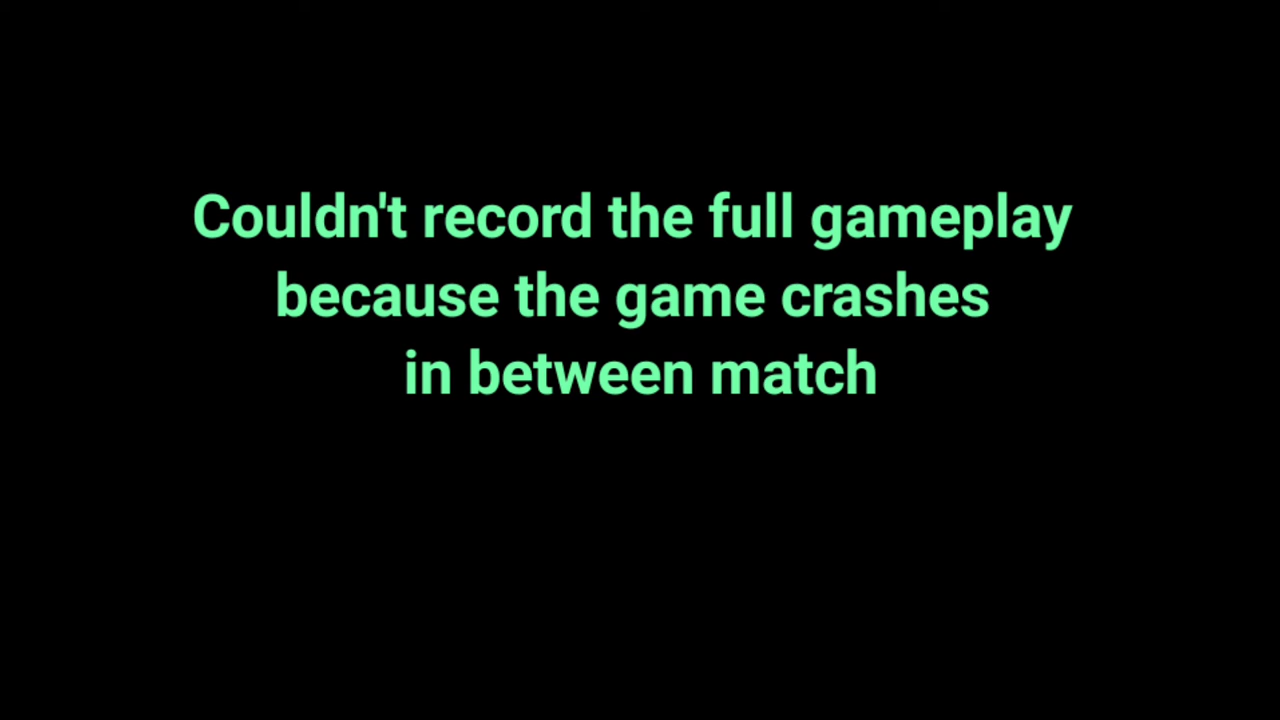 Couldn't record the full gameplay
because the game crashes
in between match